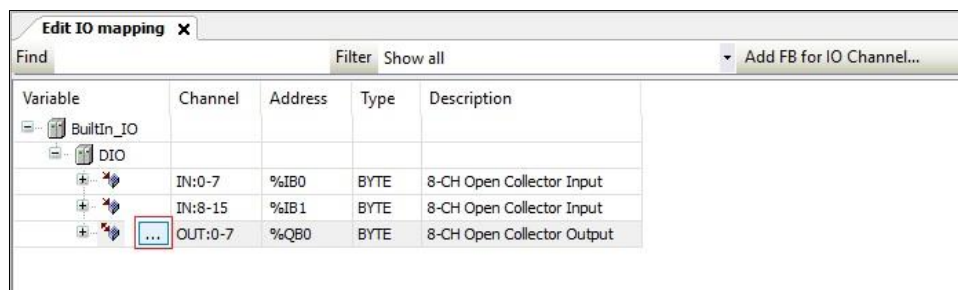 Edit IO mapping X
Find Filter Show all Add FB for IO Channel...
Variable Channel Address Type Description
BuiltIn_IO
DIO
IN:0-7 %IB0 BYTE 8-CH Open Collector Input
IN:8-15 %IB1 BYTE 8-CH Open Collector Input
... OUT:0-7 %QB0 BYTE 8-CH Open Collector Output